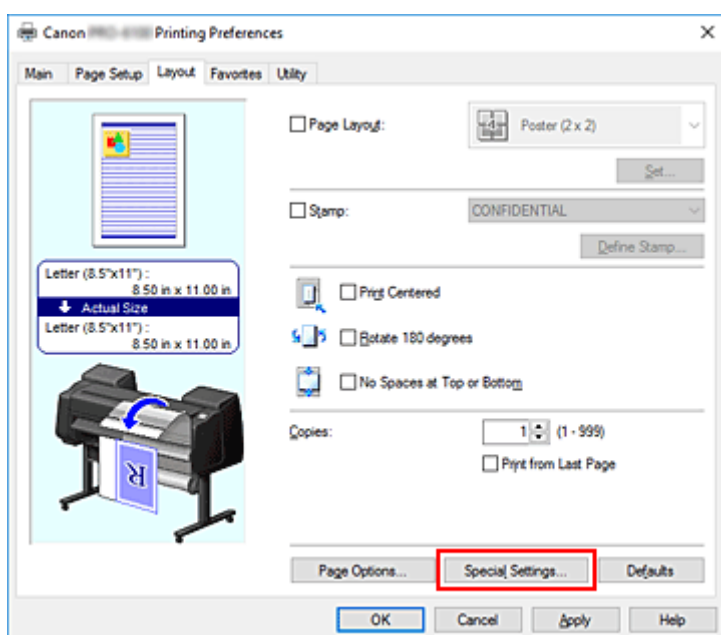 Canon Printing Preferences
Main Page Setup Layout Favorites Utility
Page Layout: Poster (2 x 2)
Set...
Stamp: CONFIDENTIAL
Define Stamp...
Letter (8.5"x11") :
8.50 in x 11.00 in
Actual Size
Letter (8.5"x11") :
8.50 in x 11.00 in
Print Centered
Rotate 180 degrees
No Spaces at Top or Bottom
Copies: 1 (1 - 999)
Print from Last Page
R
Page Options... Special Settings... Defaults
OK Cancel Apply Help